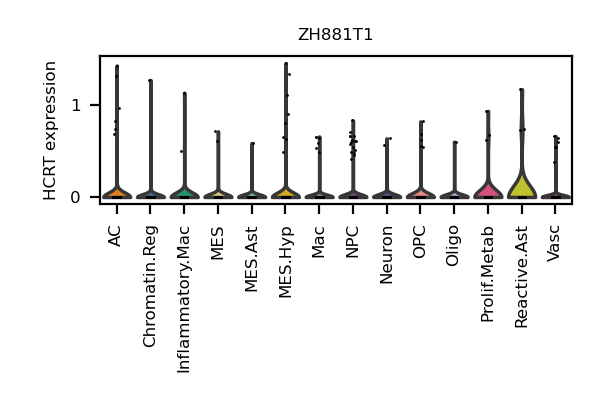 ZH881T1
HCRT expression
1
0
AC
Chromatin.Reg
Inflammatory.Mac
MES
MES.Ast
MES.Hyp
Mac
NPC
Neuron
OPC
Oligo
Prolif.Metab
Reactive.Ast
Vasc